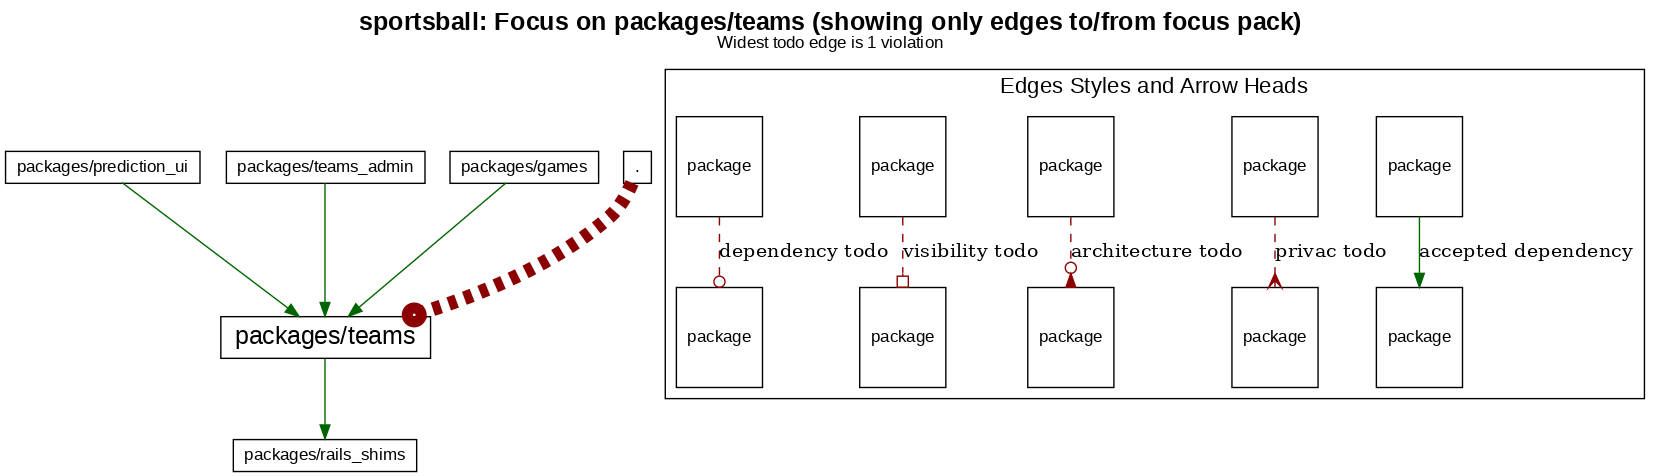 sportsball: Focus on packages/teams (showing only edges to/from focus pack)
Widest todo edge is 1 violation
Edges Styles and Arrow Heads
packages/prediction_ui
packages/teams_admin
packages/games
.
package
package
package
package
package
dependency todo
visibility todo
architecture todo
privac todo
accepted dependency
packages/teams
package
package
package
package
package
packages/rails_shims